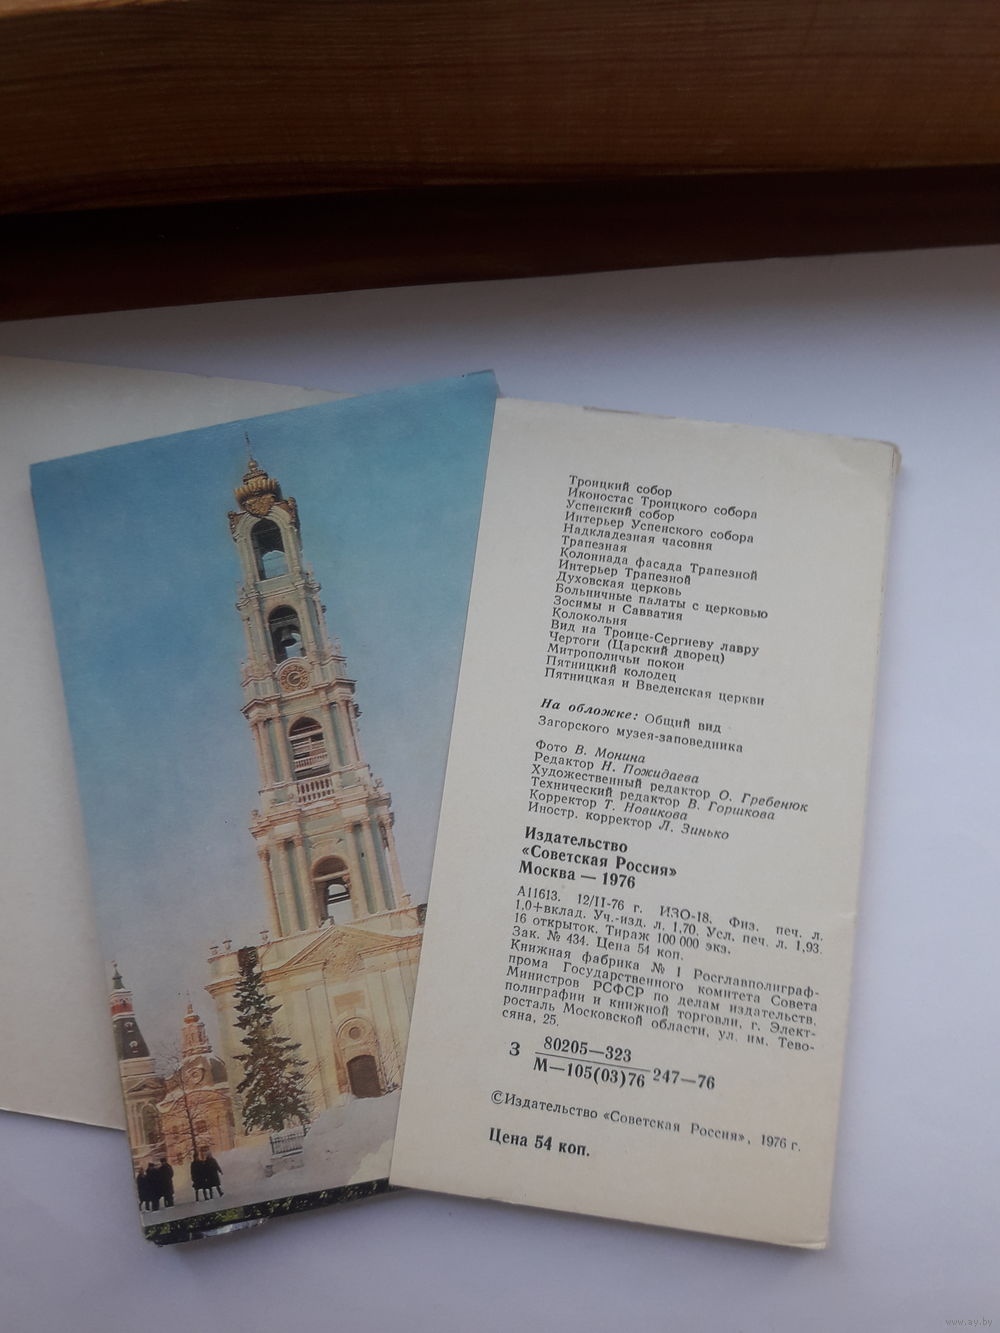 Троицкий собор
Иконостас Троицкого собора
Успенский собор
Интерьер Успенского собора
Надкладезная часовня
Трапезная
Колоннада фасада Трапезной
Интерьер Трапезной
Духовская церковь
Больничные палаты с церковью
Зосимы и Савватия
Колокольня
Вид на Троице-Сергиеву лавру
Чертоги (Царский дворец)
Митрополичьи покои
Пятницкий колодец
Пятницкая и Введенская церкви
На обложке: Общий вид
Загорского музея-заповедника
Фото В. Монина
Редактор Н. Пожидаева
Художественный редактор О. Гребенюк
Технический редактор В. Горшкова
Корректор Т. Новикова
Иностр. корректор Л. Зинько
Издательство
«Советская Россия»
Москва — 1976
А11613. 12/II-76 г. ИЗО-18. Физ. печ. л.
1,0+вклад. Уч.-изд. л. 1,70. Усл. печ. л. 1,93.
16 открыток. Тираж 100 000 экз.
Зак. № 434. Цена 54 коп.
Книжная фабрика № 1 Росглавполиграф-
прома Государственного комитета Совета
Министров РСФСР по делам издательств,
полиграфии и книжной торговли, г. Элект-
росталь Московской области, ул. им. Тево-
сяна, 25.
З 80205—323
М—105(03)76 247—76
©Издательство «Советская Россия», 1976 г.
Цена 54 коп.
www.ay.by